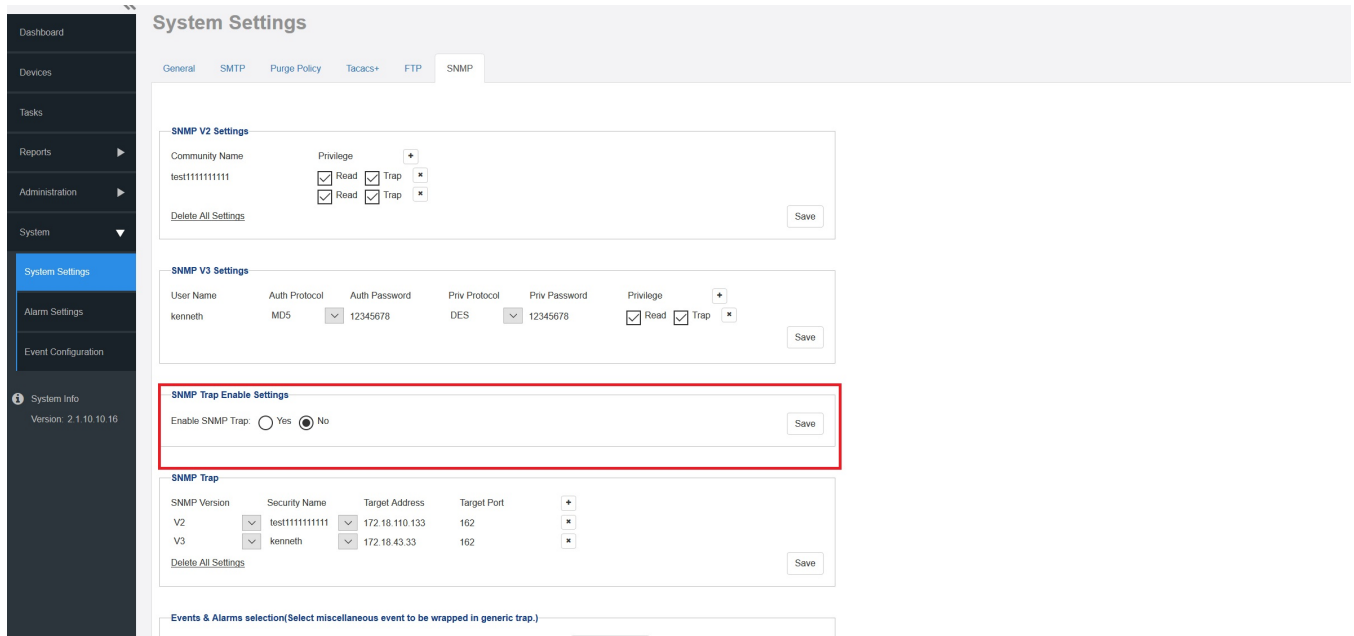 System Settings
Dashboard
Devices
Tasks
Reports
Administration
System
System Settings
Alarm Settings
Event Configuration
System Info
Version: 2.1.10.10.16
General SMTP Purge Policy Tacacs+ FTP SNMP
SNMP V2 Settings
Community Name Privilege +
test1111111111 Read Trap
Read Trap
Delete All Settings Save
SNMP V3 Settings
User Name Auth Protocol Auth Password Priv Protocol Priv Password Privilege +
kenneth MD5 12345678 DES 12345678 Read Trap
Save
SNMP Trap Enable Settings
Enable SNMP Trap: Yes No Save
SNMP Trap
SNMP Version Security Name Target Address Target Port +
V2 test1111111111 172.18.110.133 162
V3 kenneth 172.18.43.33 162
Delete All Settings Save
Events & Alarms selection(Select miscellaneous event to be wrapped in generic trap.)